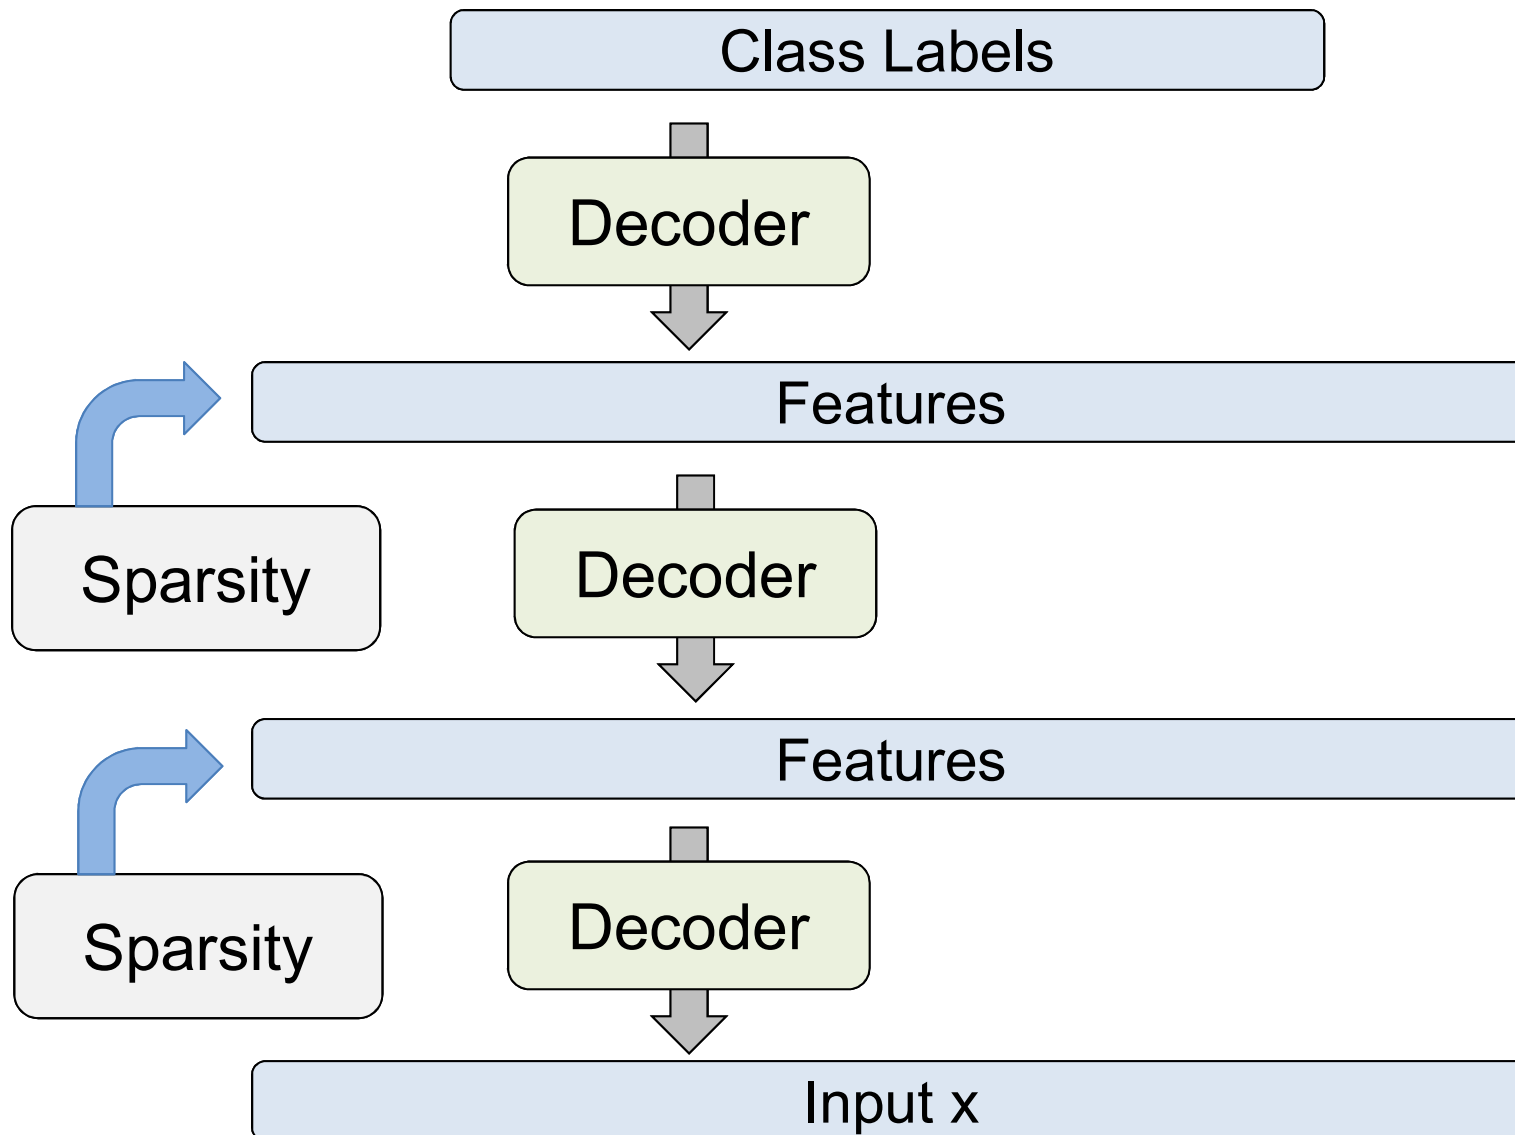 Class Labels
Decoder
Features
Sparsity
Decoder
Features
Sparsity
Decoder
Input x